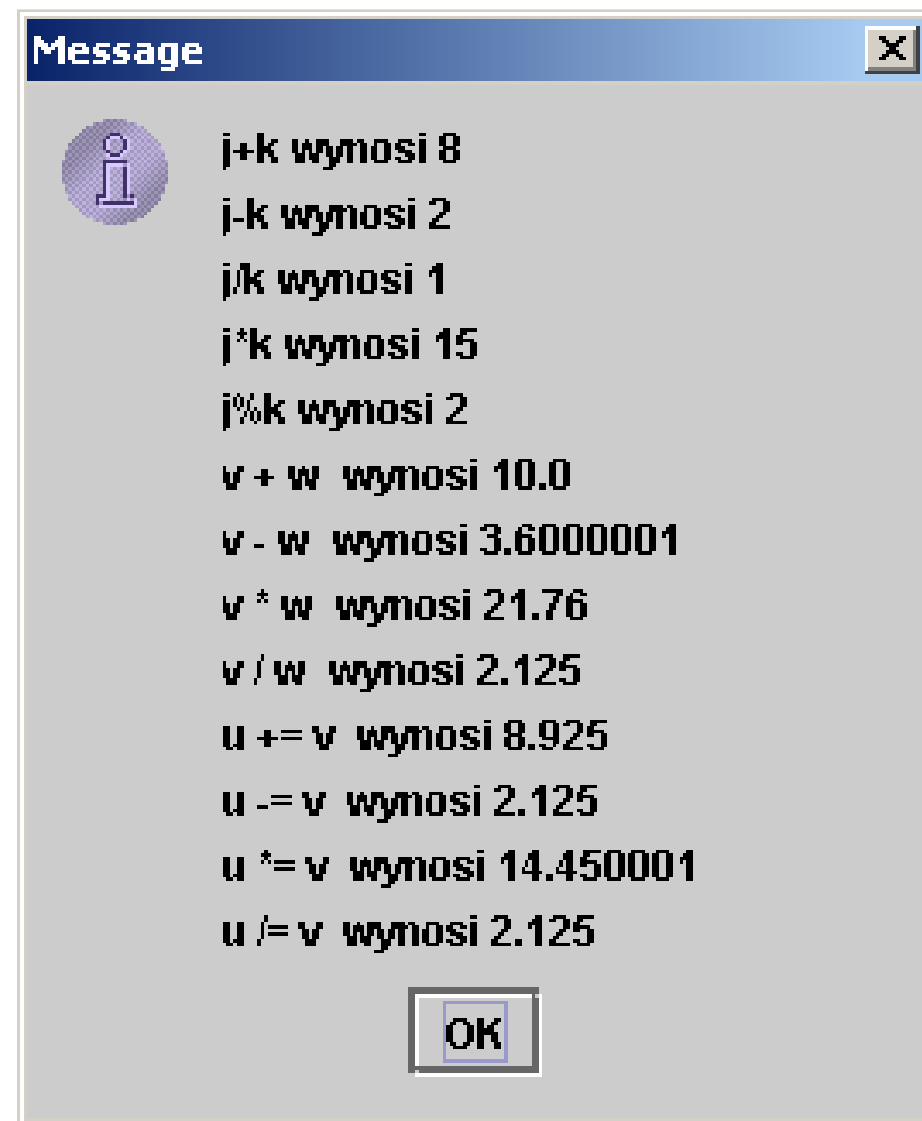 Message
j+k wynosi 8
j-k wynosi 2
j/k wynosi 1
j*k wynosi 15
j%k wynosi 2
v + w  wynosi 10.0
v - w  wynosi 3.6000001
v * w  wynosi 21.76
v / w  wynosi 2.125
u += v  wynosi 8.925
u -= v  wynosi 2.125
u *= v  wynosi 14.450001
u /= v  wynosi 2.125
OK